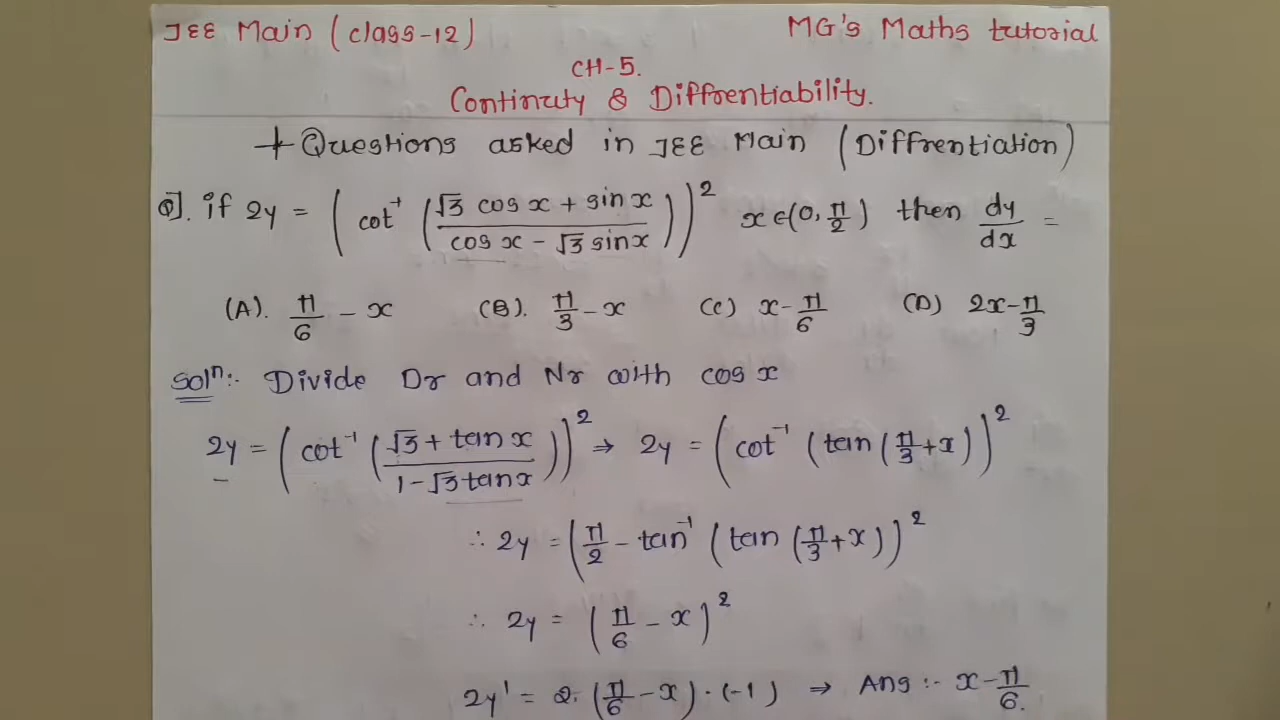 JEE Main (class-12) MG's Maths tutorial
CH-5.
Continuty & Diffrentiability.
+ Questions asked in JEE Main (Diffrentiation)
Q]. if 2y = (cot⁻¹ ((√3 cos x + sin x)/(cos x - √3 sin x)))² x∈(0, π/2) then dy/dx =
(A). π/6 - x (B). π/3 - x (C) x - π/6 (D) 2x - π/3
Solⁿ:- Divide Dr and Nr with cos x
2y = (cot⁻¹ ((√3 + tan x)/(1 - √3 tan x)))² ⇒ 2y = (cot⁻¹ (tan (π/3 + x)))²
∴ 2y = (π/2 - tan⁻¹ (tan (π/3 + x))²
∴ 2y = (π/6 - x)²
2y' = 2. (π/6 - x) · (-1) ⇒ Ans :- x - π/6.